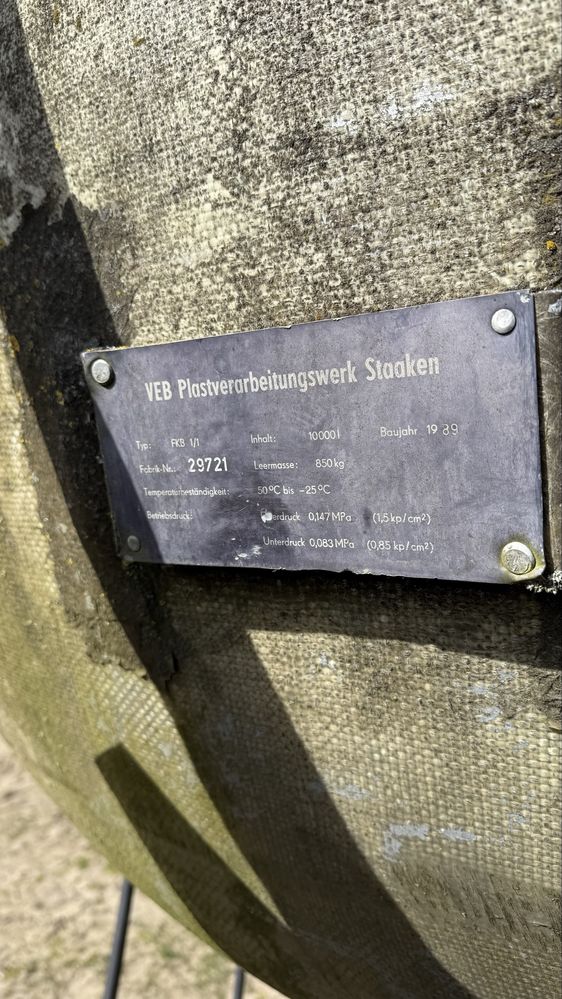 VEB Plastverarbeitungswerk Staaken
Typ: FKB 1/1 Inhalt: 10000 l Baujahr 1989
Fabrik-Nr.: 29721 Leermasse: 850 kg
Temperaturbeständigkeit: 50 °C bis -25 °C
Betriebsdruck: erdruck 0,147 MPa (1,5 kp/cm²)
Unterdruck 0,083 MPa (0,85 kp/cm²)